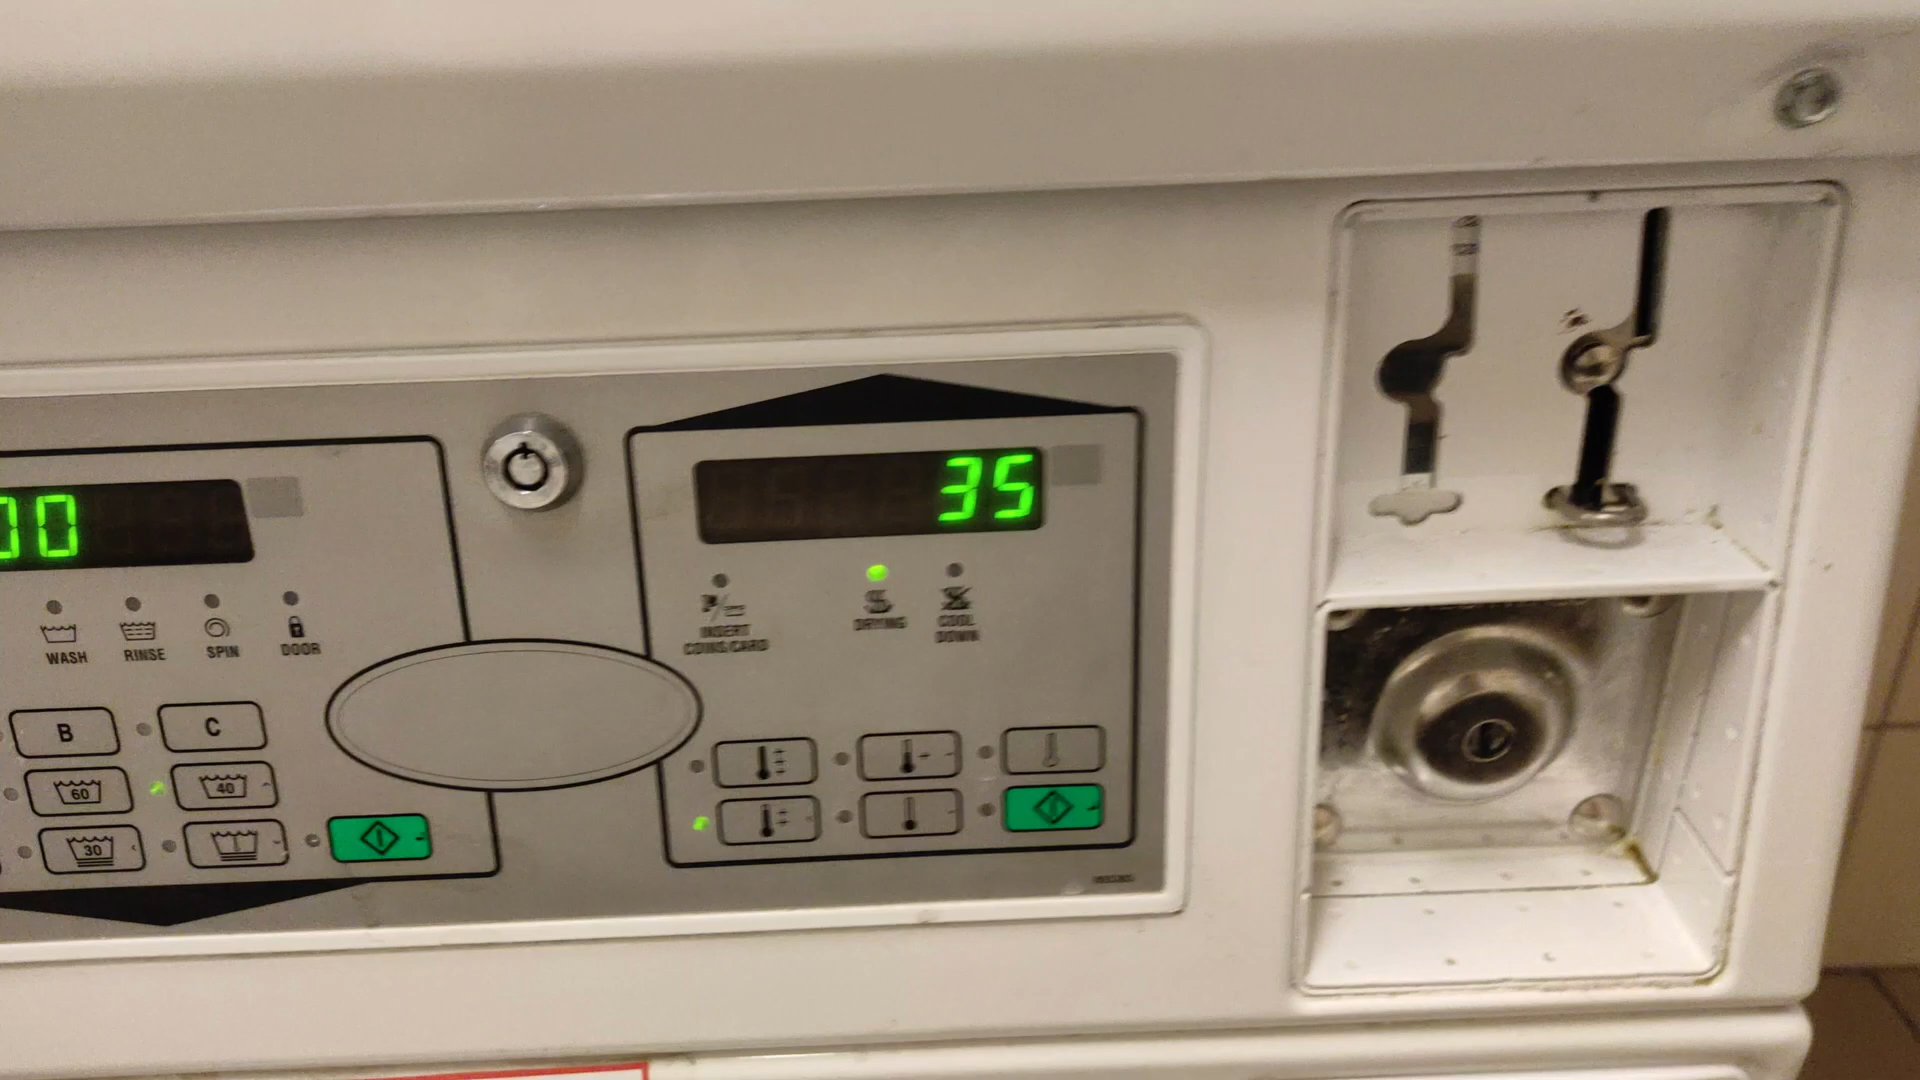 35
00
INSERT
COINS/CARD
DRYING
COOL
DOWN
WASH
RINSE
SPIN
DOOR
B
C
60
40
30